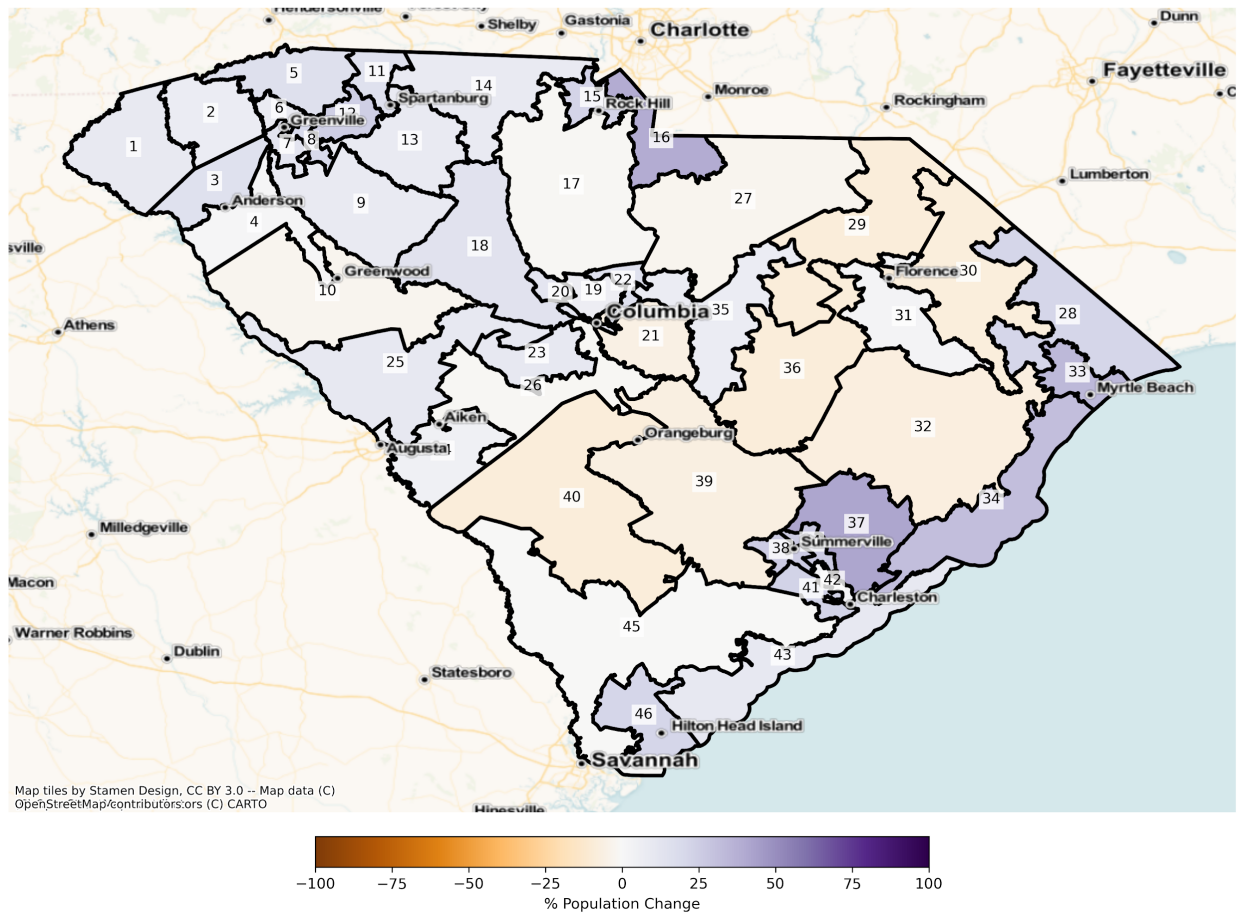 Hendersonville
Shelby
Gastonia
Charlotte
Dunn
Fayetteville
Monroe
Rockingham
Lumberton
5
11
14
Spartanburg
15
Rock Hill
2
6
12
Greenville
1
7
8
13
16
3
17
27
Anderson
9
4
18
29
sville
Greenwood
10
Florence
30
20
19
22
Columbia
35
31
28
Athens
21
25
23
26
36
33
Myrtle Beach
Aiken
Augusta
Orangeburg
32
39
40
34
Milledgeville
37
38
Summerville
Macon
41
42
Charleston
Warner Robbins
45
Dublin
43
Statesboro
46
Hilton Head Island
Savannah
Map tiles by Stamen Design, CC BY 3.0 -- Map data (C)
Hinesville
−100
−75
−50
−25
0
25
50
75
100
% Population Change